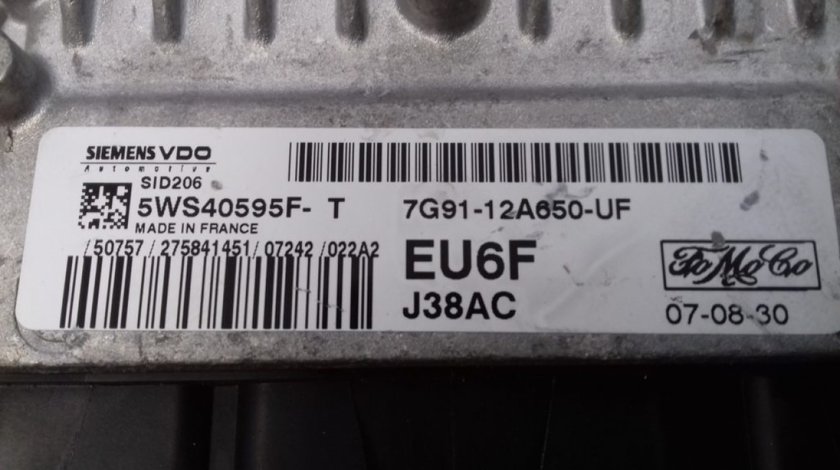 SIEMENS VDO
Automotive
SID206
5WS40595F- T
MADE IN FRANCE
/50757/275841451/07242/022A2
7G91-12A650-UF
EU6F
J38AC
FoMoCo
07-08-30